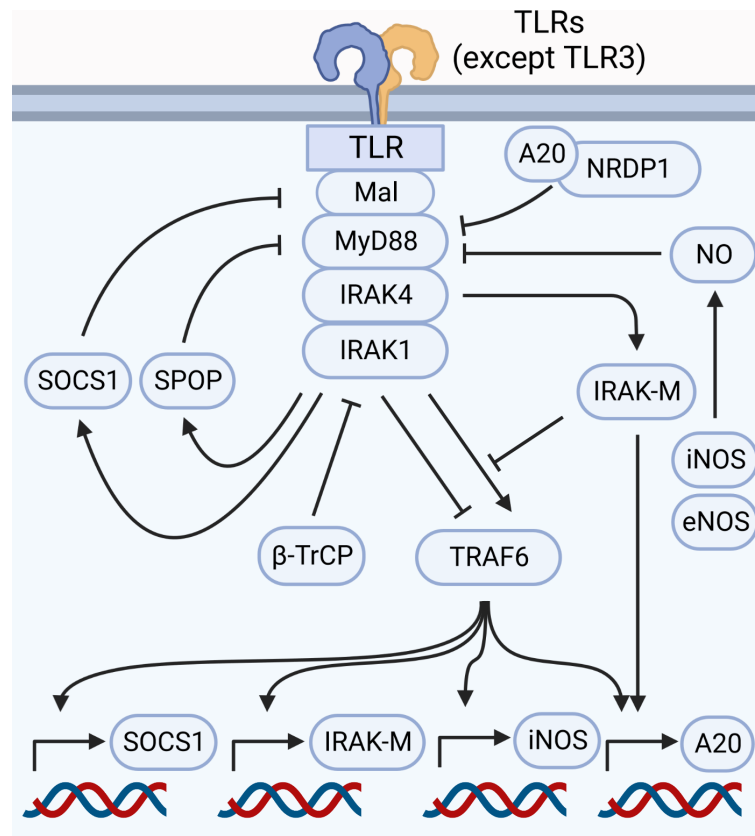 TLRs
(except TLR3)
TLR
A20
NRDP1
Mal
MyD88
NO
IRAK4
IRAK1
SOCS1
SPOP
IRAK-M
iNOS
eNOS
β-TrCP
TRAF6
SOCS1
IRAK-M
iNOS
A20